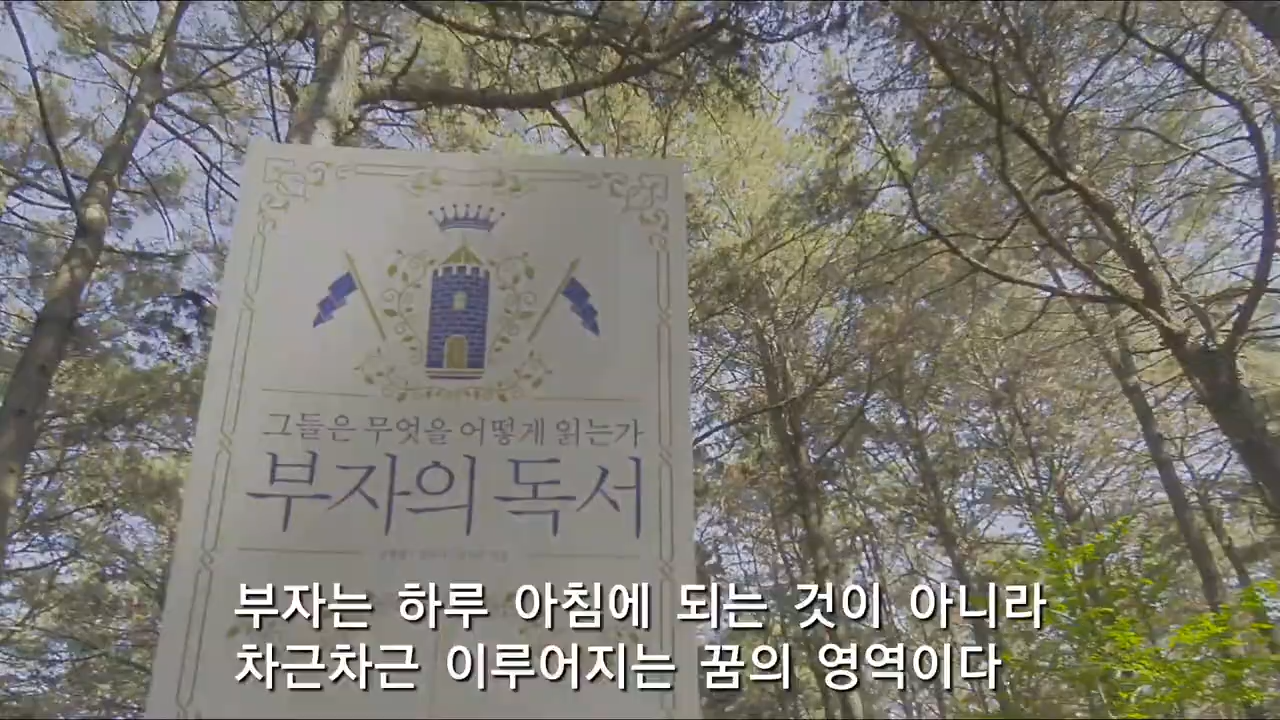 그들은 무엇을 어떻게 읽는가
부자의 독서
부자는 하루 아침에 되는 것이 아니라
차근차근 이루어지는 꿈의 영역이다